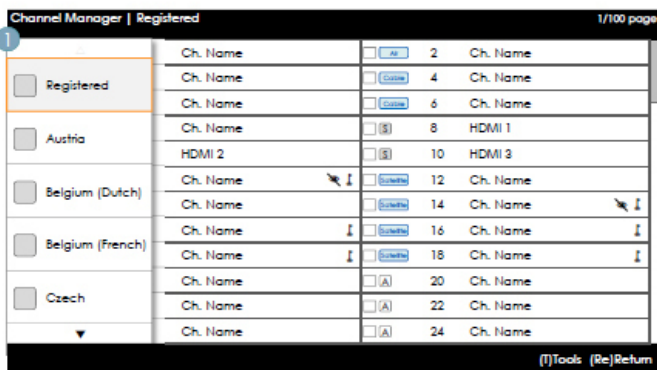 Channel Manager | Registered 1/100 page
1
Ch. Name Air 2 Ch. Name
Registered Ch. Name Cable 4 Ch. Name
Ch. Name Cable 6 Ch. Name
Austria Ch. Name S 8 HDMI 1
HDMI 2 S 10 HDMI 3
Belgium (Dutch) Ch. Name Satellite 12 Ch. Name
Ch. Name Satellite 14 Ch. Name
Belgium (French) Ch. Name Satellite 16 Ch. Name
Ch. Name Satellite 18 Ch. Name
Czech Ch. Name A 20 Ch. Name
Ch. Name A 22 Ch. Name
Ch. Name A 24 Ch. Name
(T)Tools (Re)Return